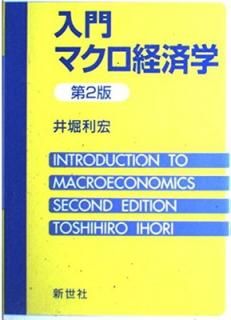 入門
マクロ経済学
第2版
井堀利宏
INTRODUCTION TO
MACROECONOMICS
SECOND EDITION
TOSHIHIRO IHORI
新世社